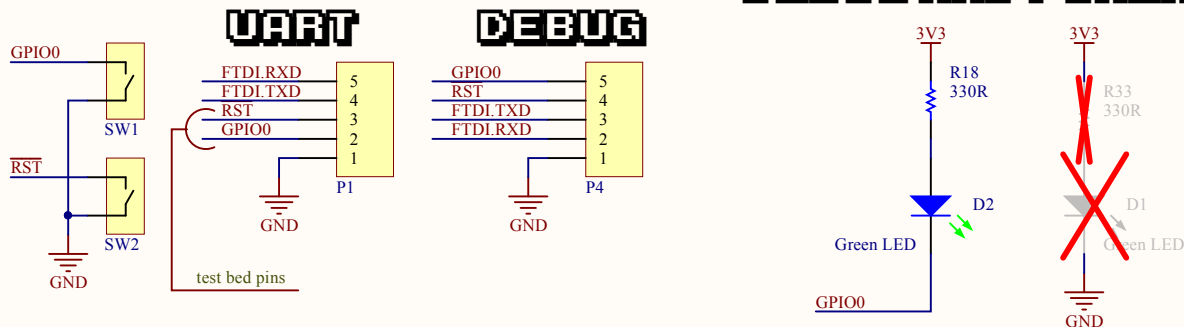 UART
DEBUG
GPIO0
SW1
RST
SW2
GND
FTDI.RXD
FTDI.TXD
RST
GPIO0
5
4
3
2
1
P1
GND
test bed pins
GPIO0
RST
FTDI.TXD
FTDI.RXD
5
4
3
2
1
P4
GND
3V3
R18
330R
D2
Green LED
GPIO0
3V3
R33
330R
D1
Green LED
GND